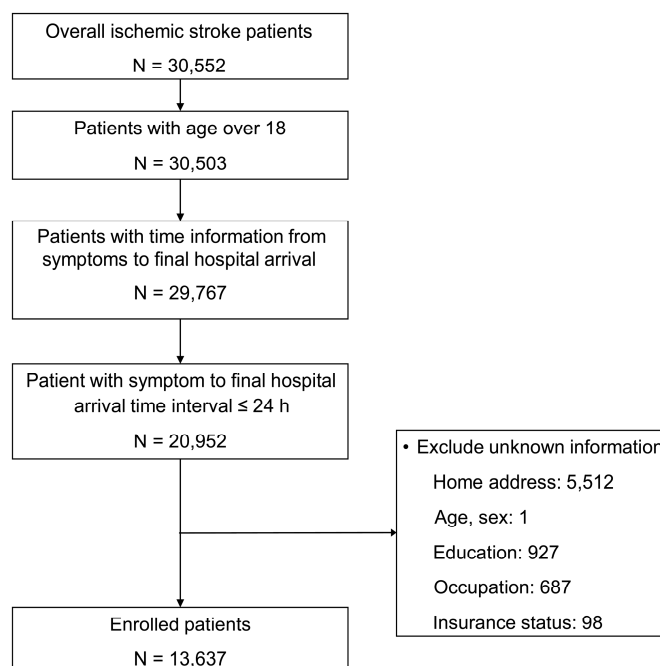 Overall ischemic stroke patients
N = 30,552
Patients with age over 18
N = 30,503
Patients with time information from
symptoms to final hospital arrival
N = 29,767
Patient with symptom to final hospital
arrival time interval ≤ 24 h
N = 20,952
• Exclude unknown information
Home address: 5,512
Age, sex: 1
Education: 927
Occupation: 687
Insurance status: 98
Enrolled patients
N = 13,637